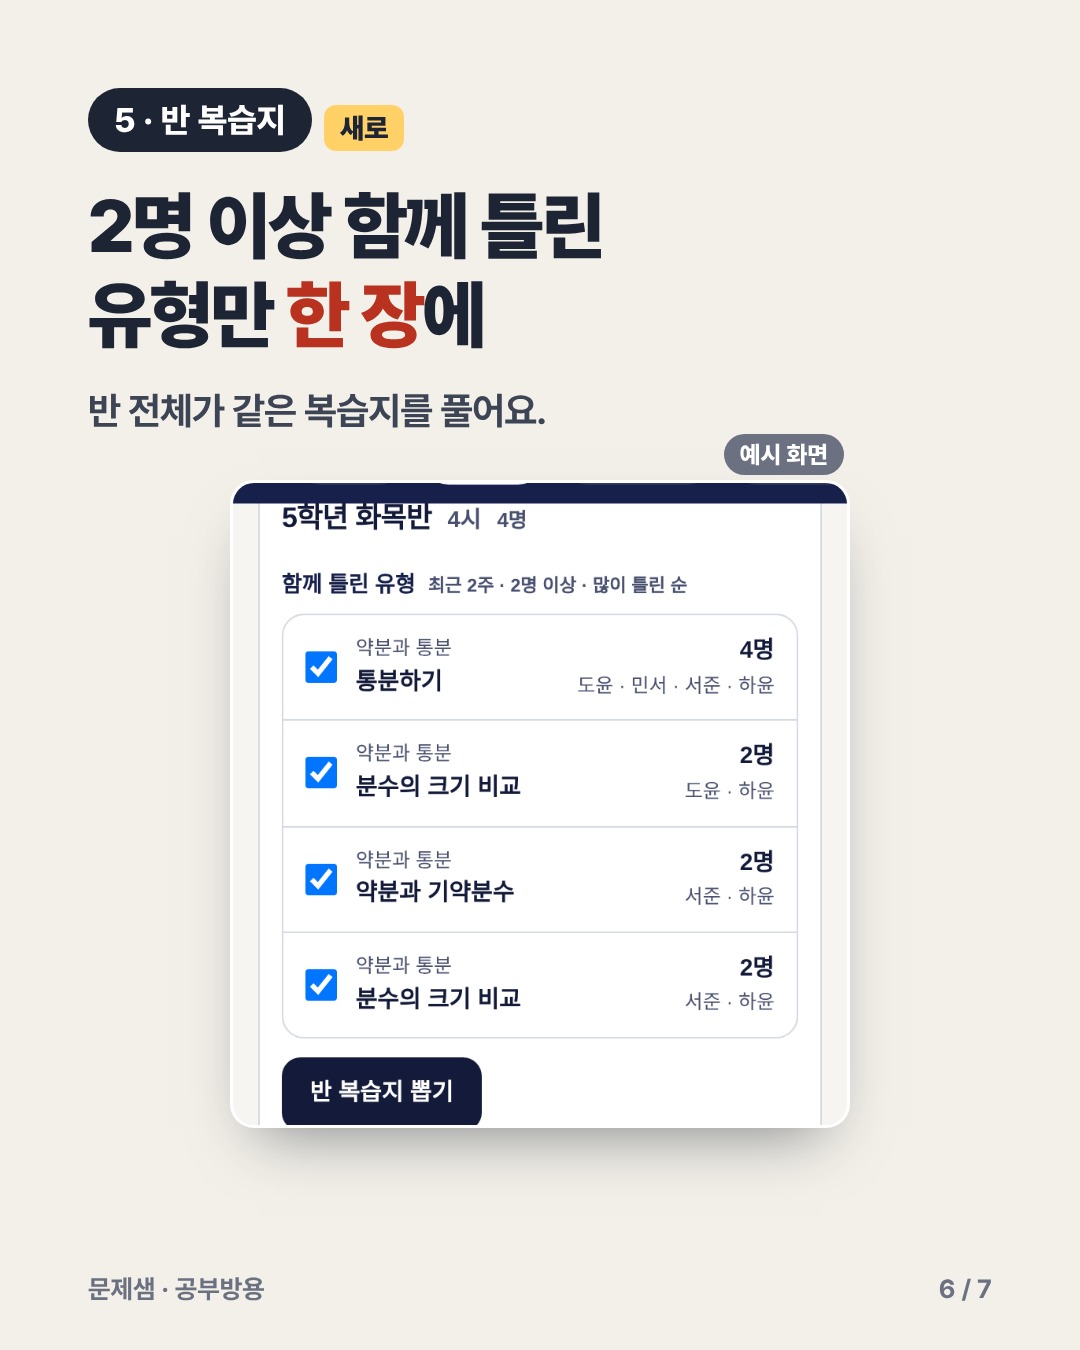 5 · 반 복습지 새로
2명 이상 함께 틀린
유형만 한 장에
반 전체가 같은 복습지를 풀어요.
예시 화면
5학년 화목반 4시 4명
함께 틀린 유형 최근 2주 · 2명 이상 · 많이 틀린 순
약분과 통분 4명
통분하기 도윤 · 민서 · 서준 · 하윤
약분과 통분 2명
분수의 크기 비교 도윤 · 하윤
약분과 통분 2명
약분과 기약분수 서준 · 하윤
약분과 통분 2명
분수의 크기 비교 서준 · 하윤
반 복습지 뽑기
문제샘 · 공부방용 6 / 7